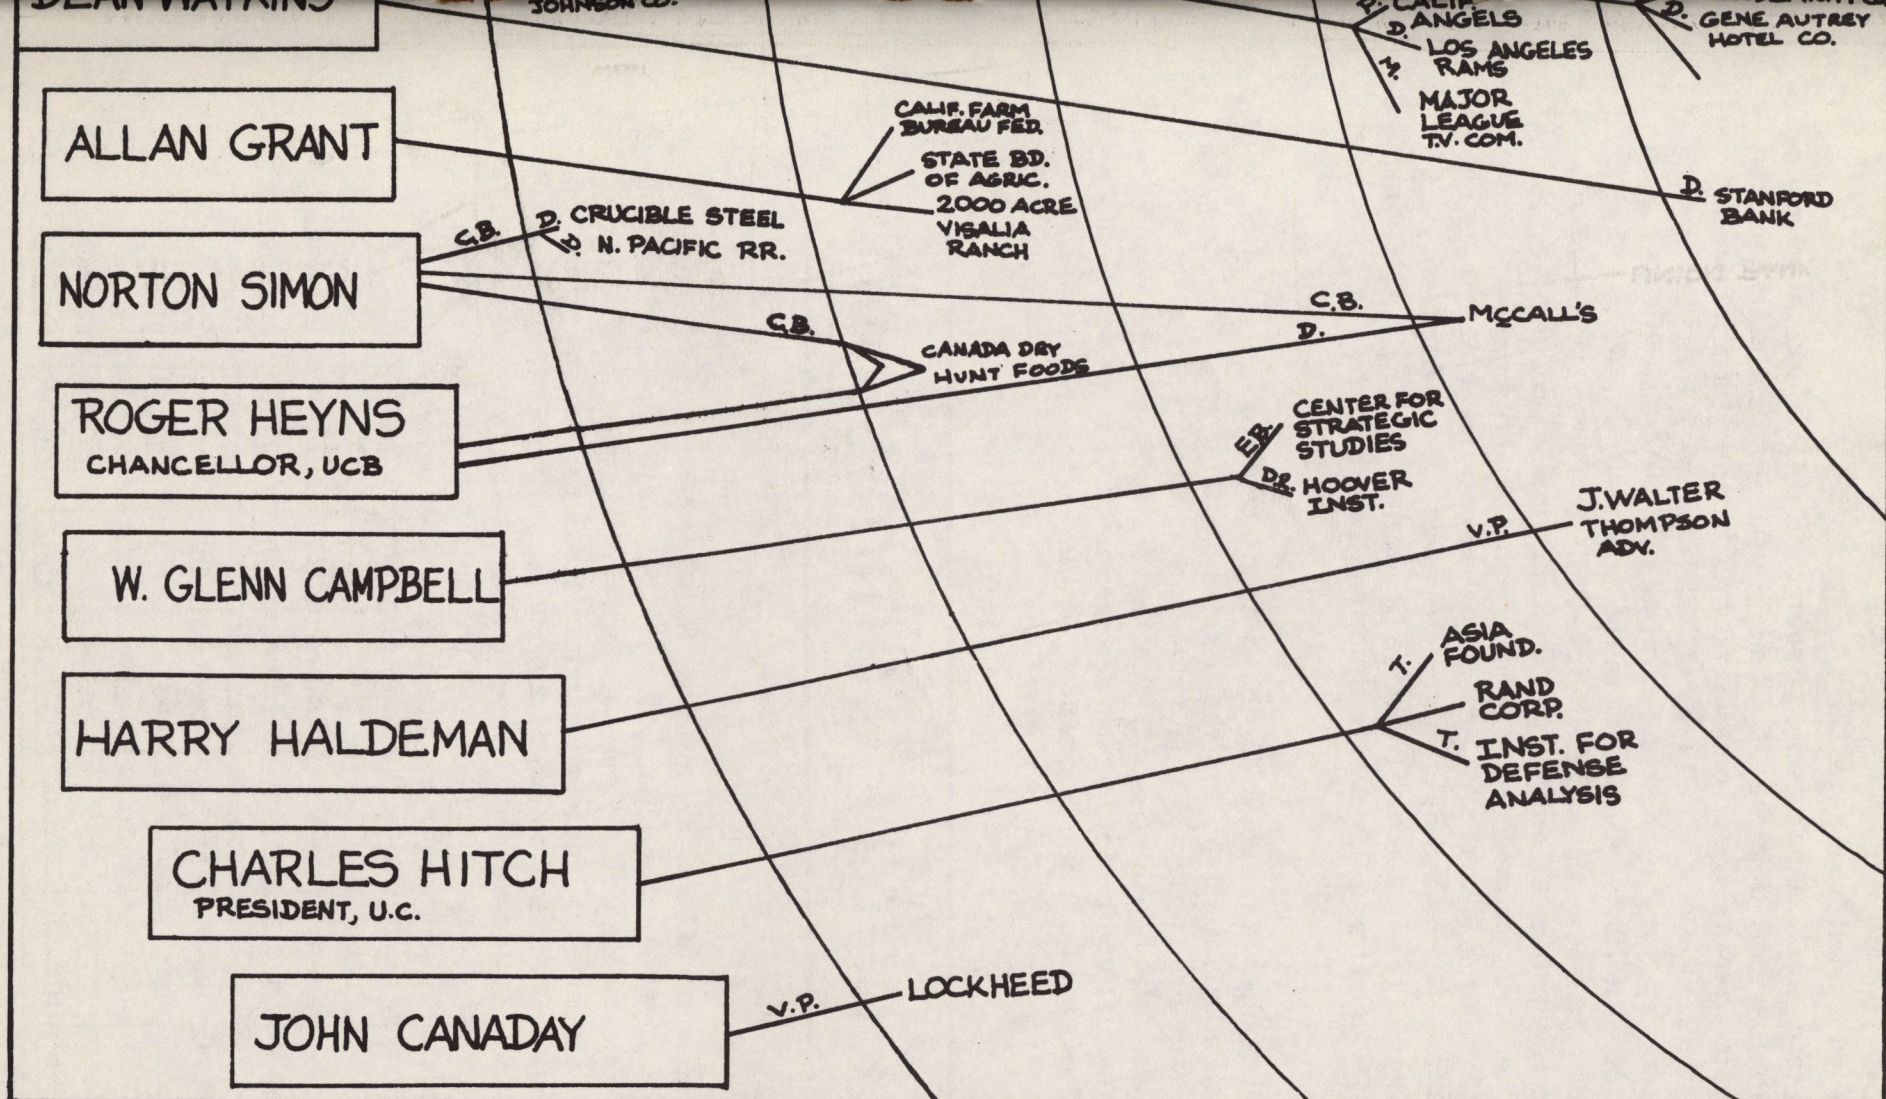 DEAN WATKINS
JOHNSON CO.
CALIF.
ANGELS
D.
LOS ANGELES
RAMS
MAJOR
LEAGUE
T.V. COM.
D.
GENE AUTREY
HOTEL CO.
ALLAN GRANT
CALIF. FARM
BUREAU FED.
STATE BD.
OF AGRIC.
2000 ACRE
VISALIA
RANCH
D.
STANFORD
BANK
NORTON SIMON
C.B.
D.
CRUCIBLE STEEL
D.
N. PACIFIC RR.
C.B.
McCALL'S
C.B.
D.
CANADA DRY
HUNT FOODS
ROGER HEYNS
CHANCELLOR, UCB
E.B.
CENTER FOR
STRATEGIC
STUDIES
DR.
HOOVER
INST.
W. GLENN CAMPBELL
V.P.
J. WALTER
THOMPSON
ADV.
HARRY HALDEMAN
T.
ASIA
FOUND.
RAND
CORP.
T.
INST. FOR
DEFENSE
ANALYSIS
CHARLES HITCH
PRESIDENT, U.C.
JOHN CANADAY
V.P.
LOCKHEED